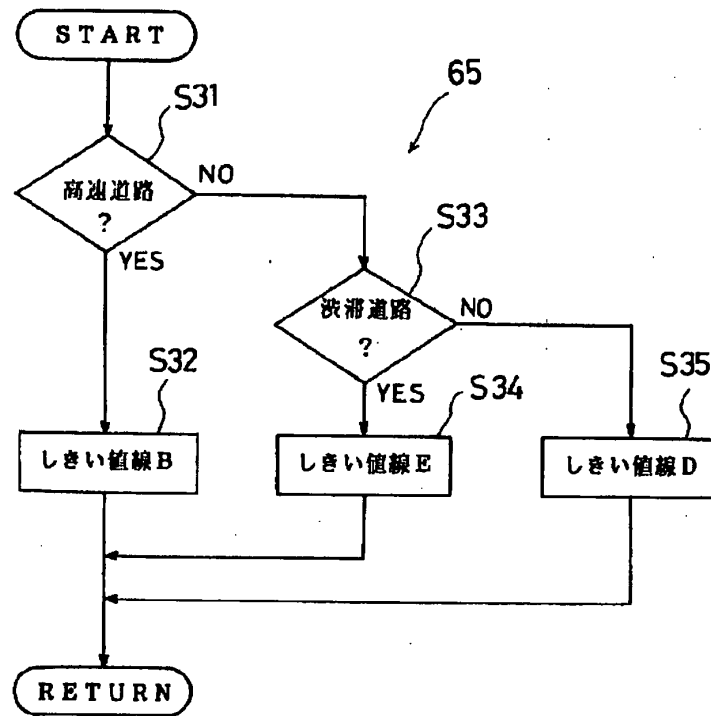 START
65
S31
高速道路
?
NO
YES
S33
渋滞道路
?
NO
YES
S32
しきい値線B
S34
しきい値線E
S35
しきい値線D
RETURN